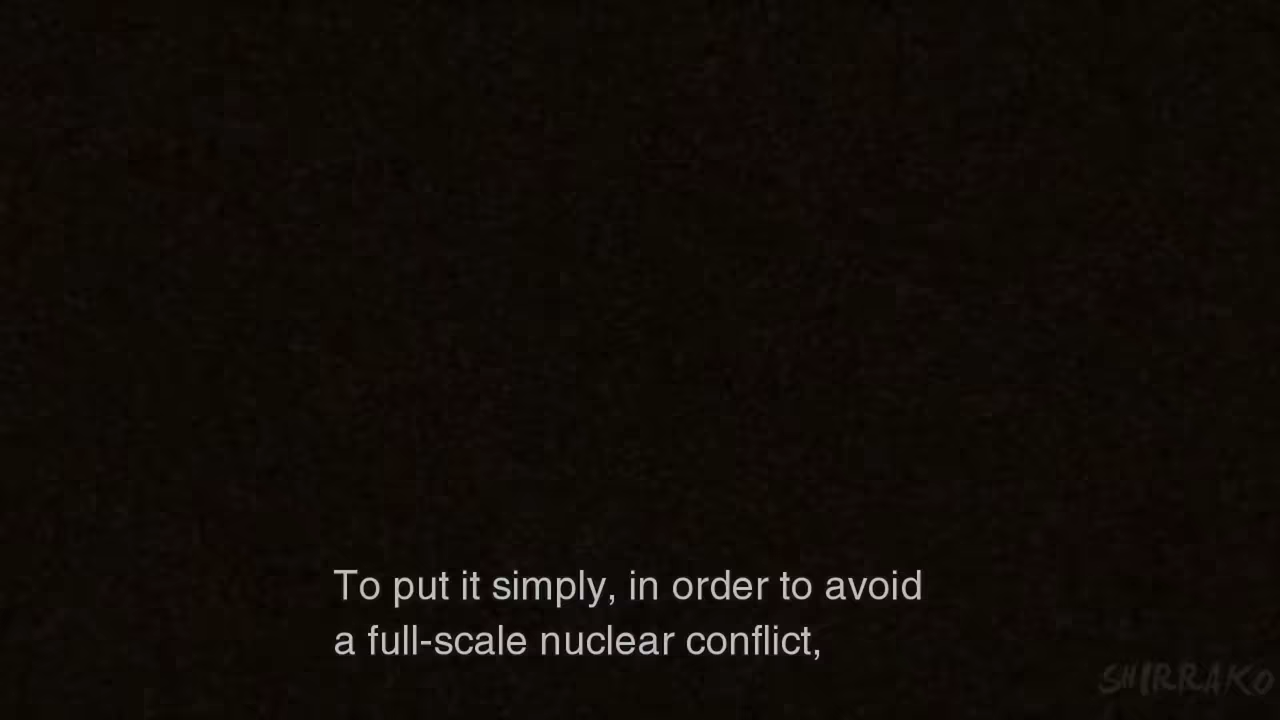 To put it simply, in order to avoid
a full-scale nuclear conflict,
SHIRRAKO